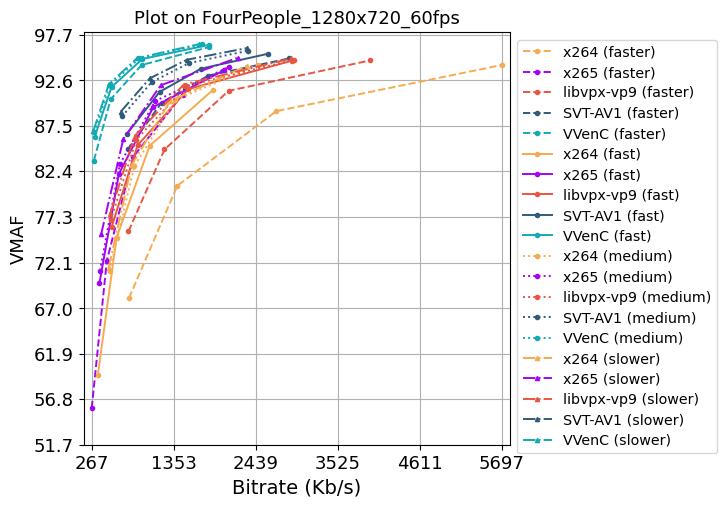 Plot on FourPeople_1280x720_60fps
97.7
92.6
87.5
82.4
77.3
72.1
67.0
61.9
56.8
51.7
VMAF
267 1353 2439 3525 4611 5697
Bitrate (Kb/s)
x264 (faster)
x265 (faster)
libvpx-vp9 (faster)
SVT-AV1 (faster)
VVenC (faster)
x264 (fast)
x265 (fast)
libvpx-vp9 (fast)
SVT-AV1 (fast)
VVenC (fast)
x264 (medium)
x265 (medium)
libvpx-vp9 (medium)
SVT-AV1 (medium)
VVenC (medium)
x264 (slower)
x265 (slower)
libvpx-vp9 (slower)
SVT-AV1 (slower)
VVenC (slower)